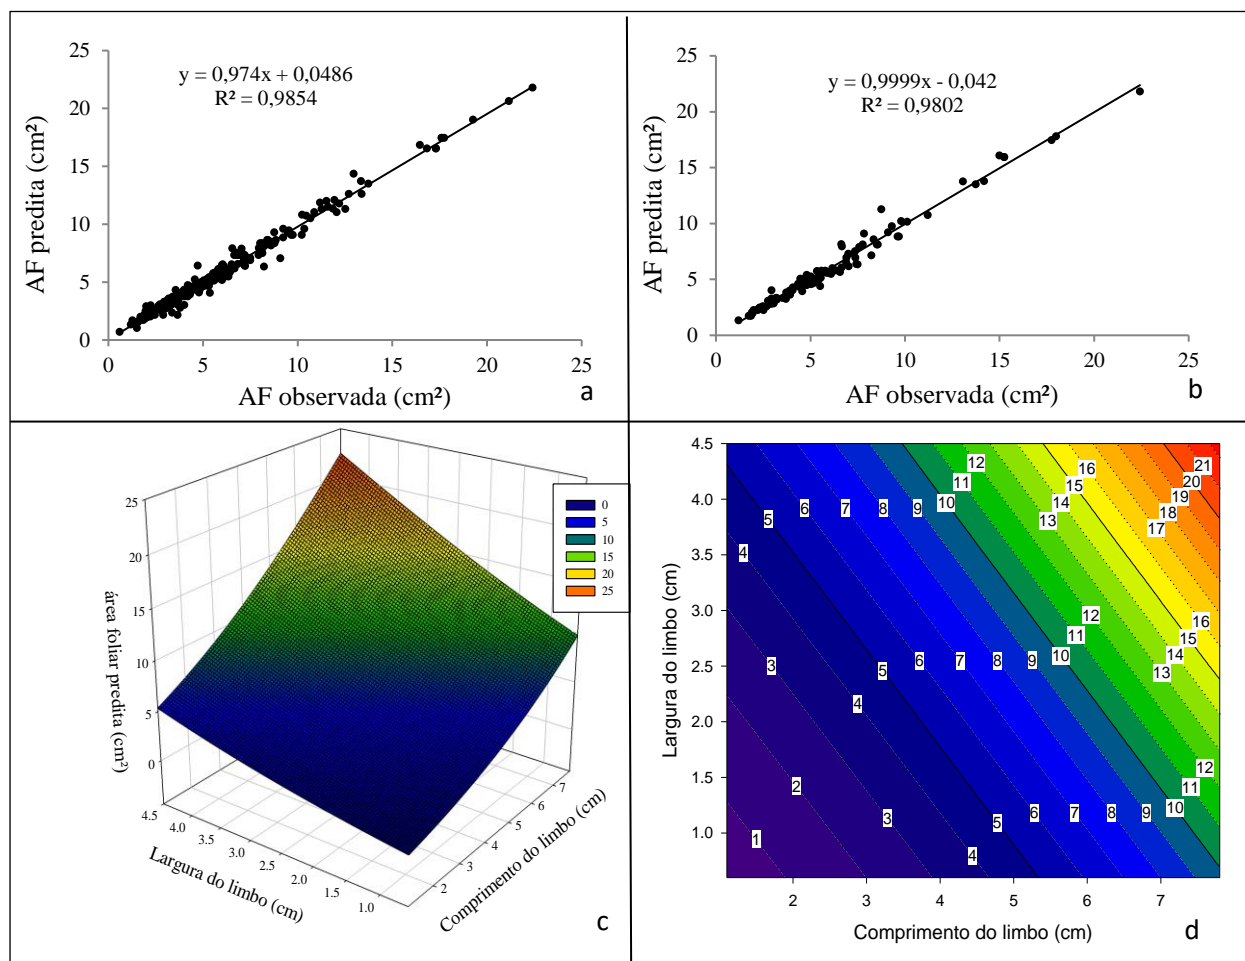 25
20
15
10
5
0
AF predita (cm²)
y = 0,974x + 0,0486
R² = 0,9854
0 5 10 15 20 25
AF observada (cm²)
a
25
20
15
10
5
0
AF predita (cm²)
y = 0,9999x - 0,042
R² = 0,9802
0 5 10 15 20 25
AF observada (cm²)
b
25
20
15
10
5
0
área foliar predita (cm²)
4.5 4.0 3.5 3.0 2.5 2.0 1.5 1.0
Largura do limbo (cm)
2 3 4 5 6 7
Comprimento do limbo (cm)
0
5
10
15
20
25
c
4.5
4.0
3.5
3.0
2.5
2.0
1.5
1.0
Largura do limbo (cm)
12 16 21
11 15 20
5 6 7 8 9 10 14 19
13 18
4 17
12 16
11 15
3 5 6 7 8 9 10 14
4 13
2 12
3 5 6 7 8 9 10 11
1 4
2 3 4 5 6 7
Comprimento do limbo (cm)
d